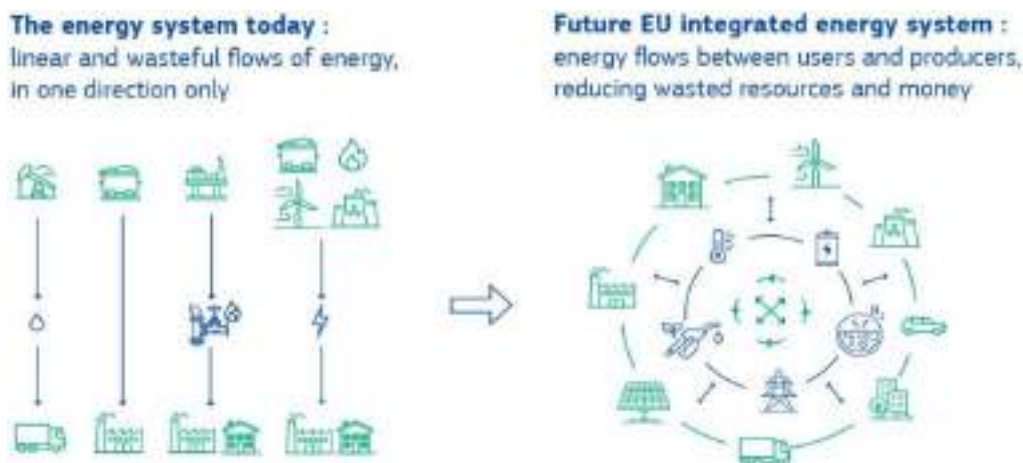 The energy system today :
linear and wasteful flows of energy,
in one direction only
Future EU integrated energy system :
energy flows between users and producers,
reducing wasted resources and money
H₂